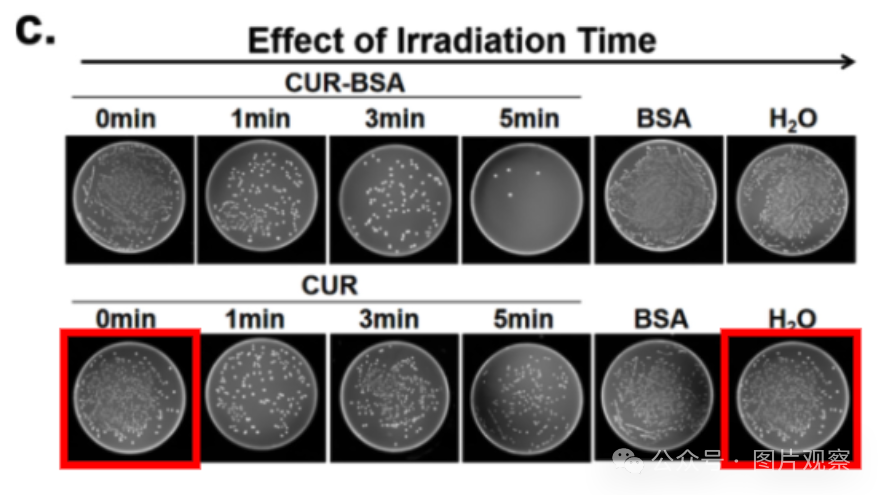 c.
Effect of Irradiation Time
CUR-BSA
0min 1min 3min 5min BSA H₂O
CUR
0min 1min 3min 5min BSA H₂O
公众号 · 图片观察